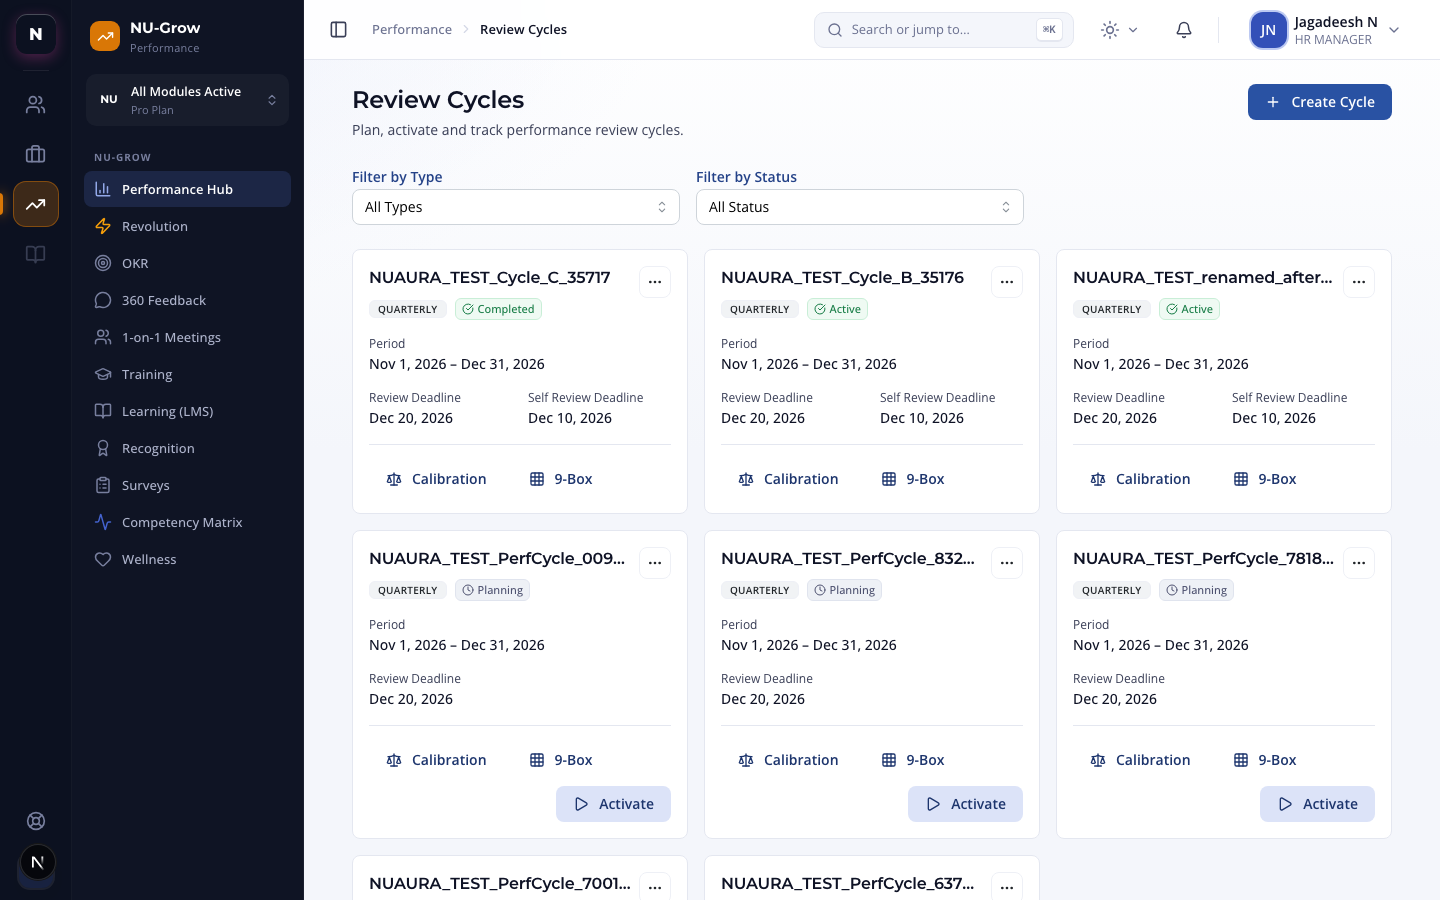 N
NU-Grow
Performance
NU
All Modules Active
Pro Plan
NU-GROW
Performance Hub
Revolution
OKR
360 Feedback
1-on-1 Meetings
Training
Learning (LMS)
Recognition
Surveys
Competency Matrix
Wellness
N
Performance
Review Cycles
Search or jump to...
⌘K
JN
Jagadeesh N
HR MANAGER
Review Cycles
Plan, activate and track performance review cycles.
Create Cycle
Filter by Type
All Types
Filter by Status
All Status
NUAURA_TEST_Cycle_C_35717
...
QUARTERLY
Completed
Period
Nov 1, 2026 – Dec 31, 2026
Review Deadline
Self Review Deadline
Dec 20, 2026
Dec 10, 2026
Calibration
9-Box
NUAURA_TEST_Cycle_B_35176
...
QUARTERLY
Active
Period
Nov 1, 2026 – Dec 31, 2026
Review Deadline
Self Review Deadline
Dec 20, 2026
Dec 10, 2026
Calibration
9-Box
NUAURA_TEST_renamed_after...
...
QUARTERLY
Active
Period
Nov 1, 2026 – Dec 31, 2026
Review Deadline
Self Review Deadline
Dec 20, 2026
Dec 10, 2026
Calibration
9-Box
NUAURA_TEST_PerfCycle_009...
...
QUARTERLY
Planning
Period
Nov 1, 2026 – Dec 31, 2026
Review Deadline
Dec 20, 2026
Calibration
9-Box
Activate
NUAURA_TEST_PerfCycle_832...
...
QUARTERLY
Planning
Period
Nov 1, 2026 – Dec 31, 2026
Review Deadline
Dec 20, 2026
Calibration
9-Box
Activate
NUAURA_TEST_PerfCycle_7818...
...
QUARTERLY
Planning
Period
Nov 1, 2026 – Dec 31, 2026
Review Deadline
Dec 20, 2026
Calibration
9-Box
Activate
NUAURA_TEST_PerfCycle_7001...
...
NUAURA_TEST_PerfCycle_637...
...